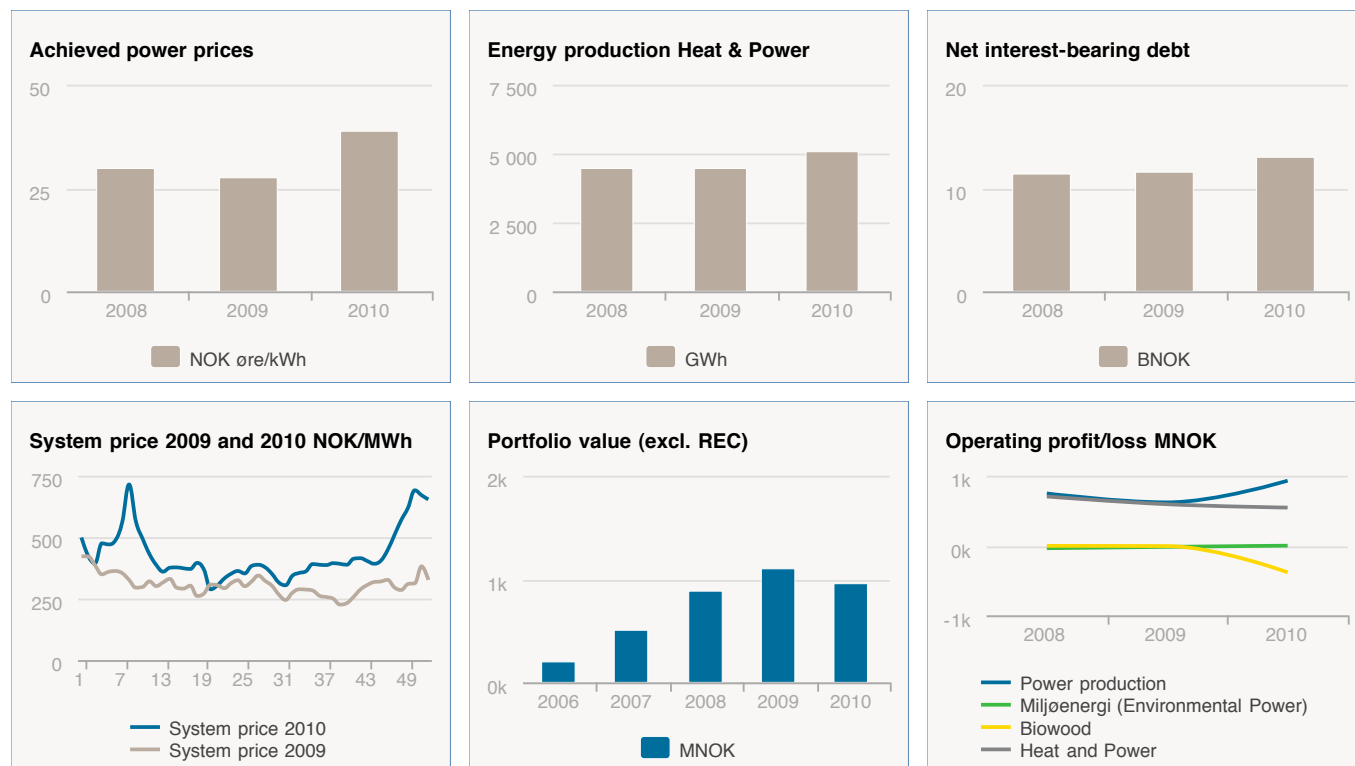 Achieved power prices
50
25
0
2008 2009 2010
NOK øre/kWh
Energy production Heat & Power
7 500
5 000
2 500
0
2008 2009 2010
GWh
Net interest-bearing debt
20
10
0
2008 2009 2010
BNOK
System price 2009 and 2010 NOK/MWh
750
500
250
0
1 7 13 19 25 31 37 43 49
System price 2010
System price 2009
Portfolio value (excl. REC)
2k
1k
0k
2006 2007 2008 2009 2010
MNOK
Operating profit/loss MNOK
1k
0k
-1k
2008 2009 2010
Power production
Miljøenergi (Environmental Power)
Biowood
Heat and Power